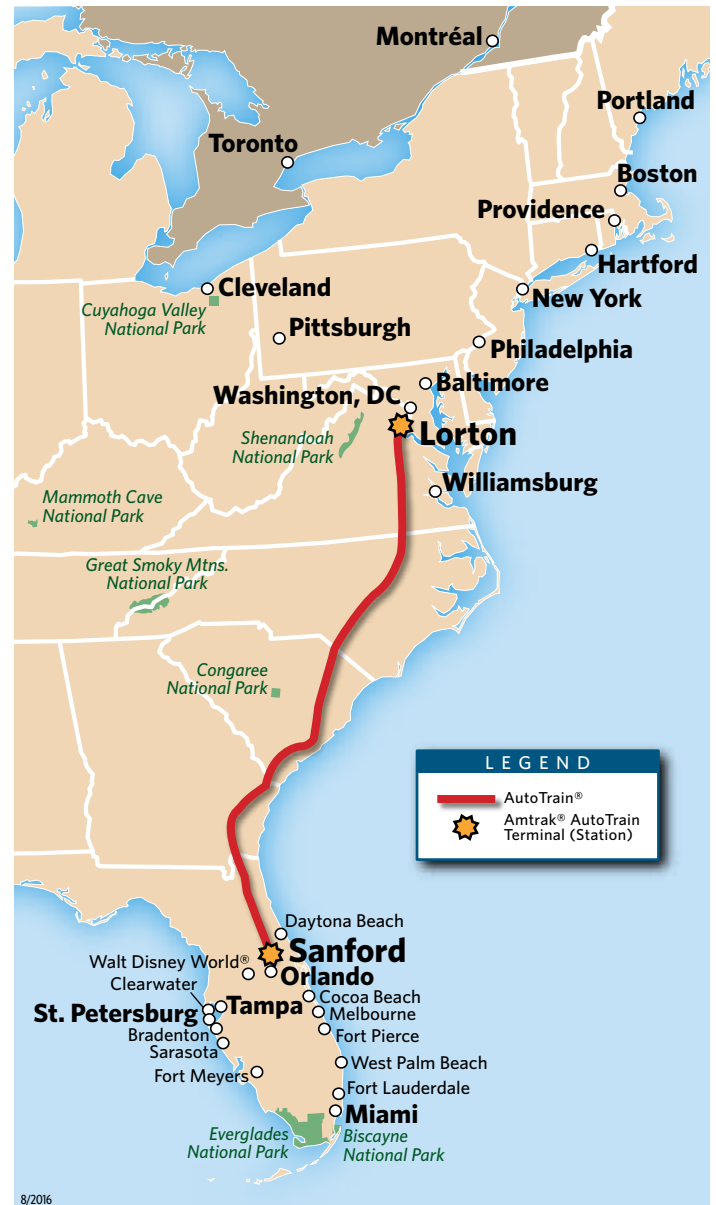 Montréal
Portland
Toronto
Boston
Providence
Hartford
Cleveland
New York
Cuyahoga Valley
National Park
Pittsburgh
Philadelphia
Baltimore
Washington, DC
Lorton
Shenandoah
National Park
Williamsburg
Mammoth Cave
National Park
Great Smoky Mtns.
National Park
Congaree
National Park
LEGEND
AutoTrain®
Amtrak® AutoTrain
Terminal (Station)
Daytona Beach
Sanford
Walt Disney World®
Orlando
Clearwater
Tampa
Cocoa Beach
St. Petersburg
Melbourne
Bradenton
Fort Pierce
Sarasota
West Palm Beach
Fort Meyers
Fort Lauderdale
Miami
Everglades
National Park
Biscayne
National Park
8/2016